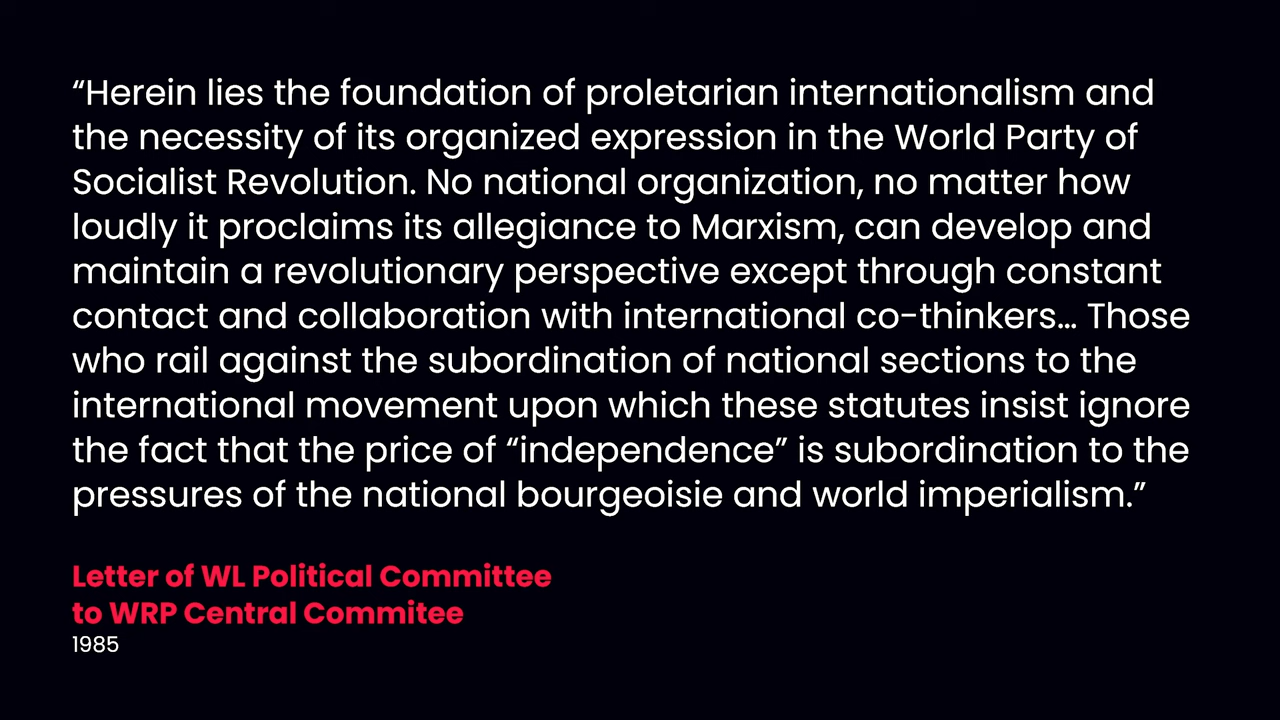 “Herein lies the foundation of proletarian internationalism and
the necessity of its organized expression in the World Party of
Socialist Revolution. No national organization, no matter how
loudly it proclaims its allegiance to Marxism, can develop and
maintain a revolutionary perspective except through constant
contact and collaboration with international co-thinkers… Those
who rail against the subordination of national sections to the
international movement upon which these statutes insist ignore
the fact that the price of “independence” is subordination to the
pressures of the national bourgeoisie and world imperialism.”
Letter of WL Political Committee
to WRP Central Commitee
1985